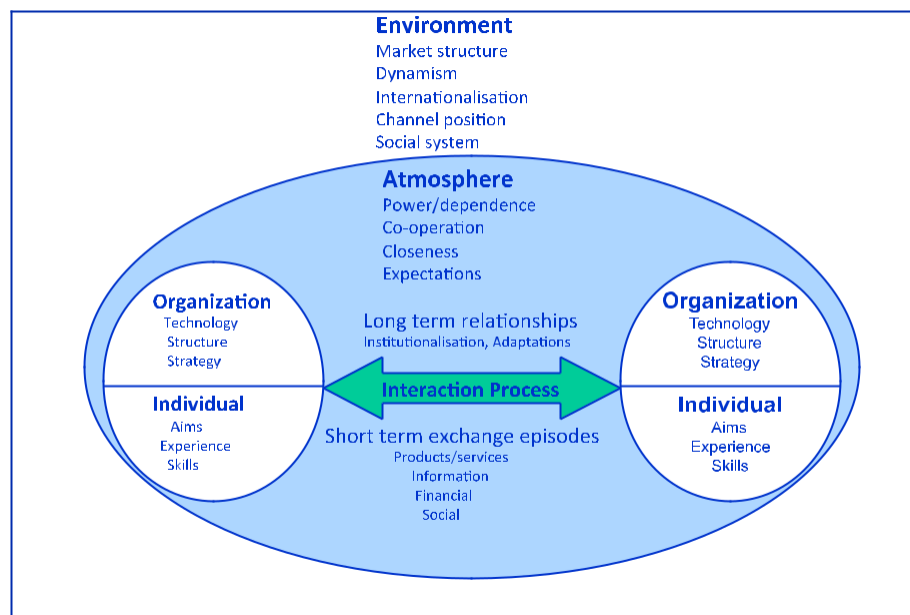 Environment
Market structure
Dynamism
Internationalisation
Channel position
Social system
Atmosphere
Power/dependence
Co-operation
Closeness
Expectations
Organization
Technology
Structure
Strategy
Individual
Aims
Experience
Skills
Long term relationships
Institutionalisation, Adaptations
Interaction Process
Short term exchange episodes
Products/services
Information
Financial
Social
Organization
Technology
Structure
Strategy
Individual
Aims
Experience
Skills